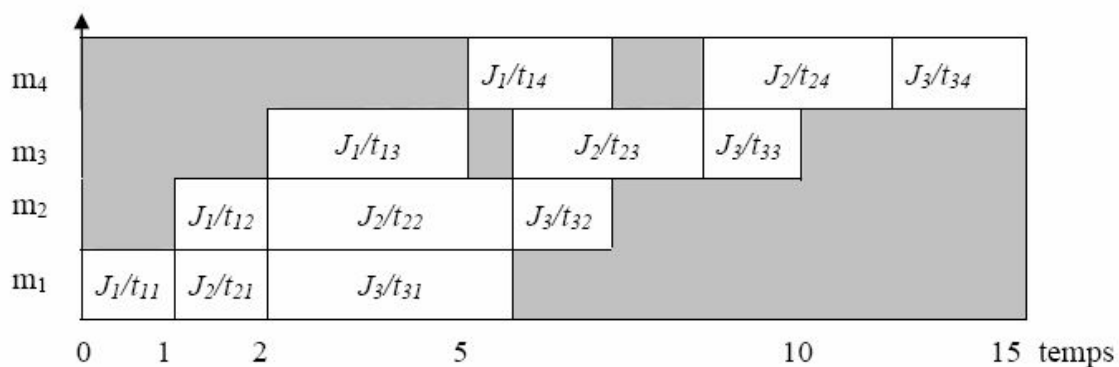 m₄ J₁/t₁₄ J₂/t₂₄ J₃/t₃₄
m₃ J₁/t₁₃ J₂/t₂₃ J₃/t₃₃
m₂ J₁/t₁₂ J₂/t₂₂ J₃/t₃₂
m₁ J₁/t₁₁ J₂/t₂₁ J₃/t₃₁
0 1 2 5 10 15 temps